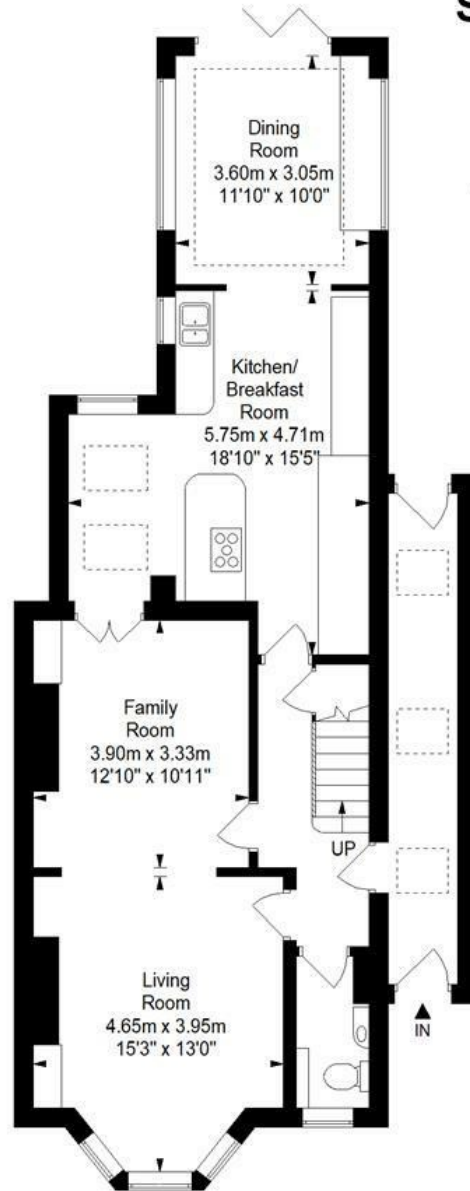 Dining
Room
3.60m x 3.05m
11'10" x 10'0"
Kitchen/
Breakfast
Room
5.75m x 4.71m
18'10" x 15'5"
Family
Room
3.90m x 3.33m
12'10" x 10'11"
UP
Living
Room
4.65m x 3.95m
15'3" x 13'0"
IN